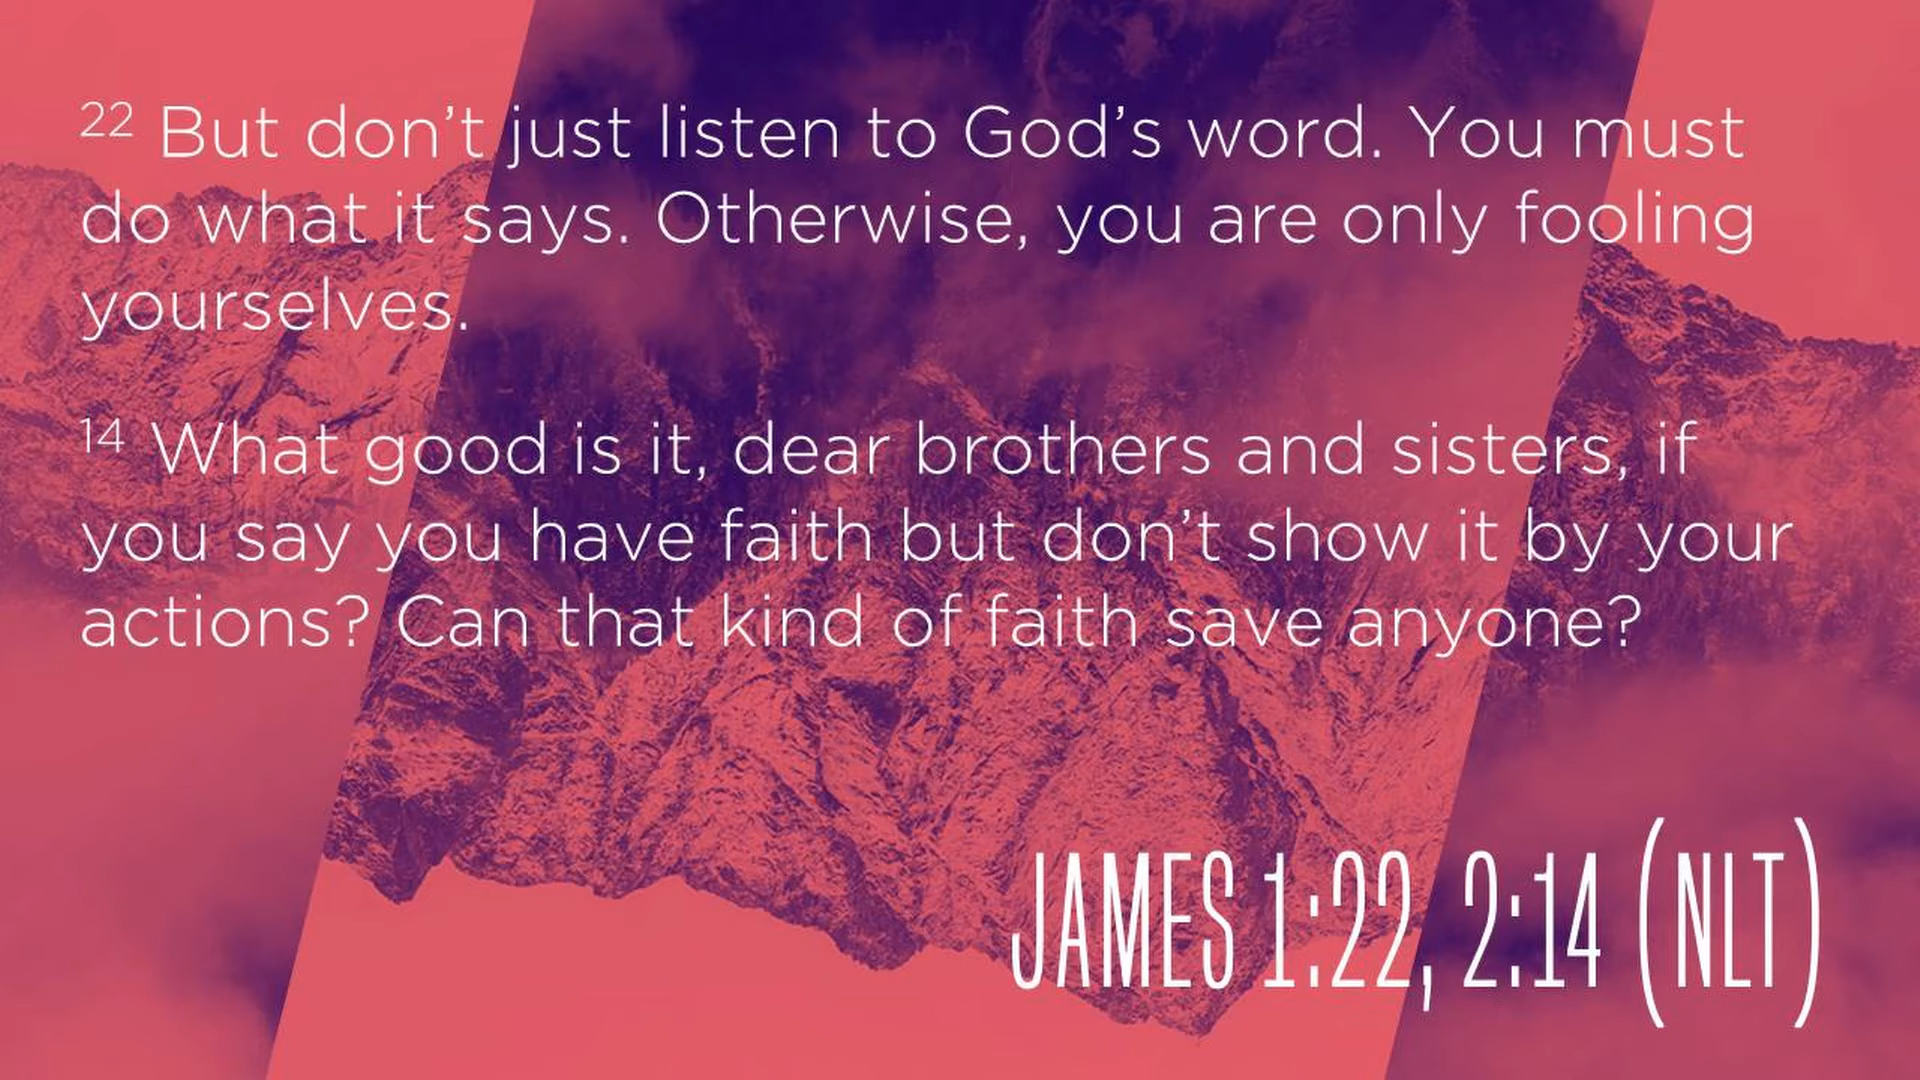 22 But don’t just listen to God’s word. You must
do what it says. Otherwise, you are only fooling
yourselves.
14 What good is it, dear brothers and sisters, if
you say you have faith but don’t show it by your
actions? Can that kind of faith save anyone?
JAMES 1:22, 2:14 (NLT)